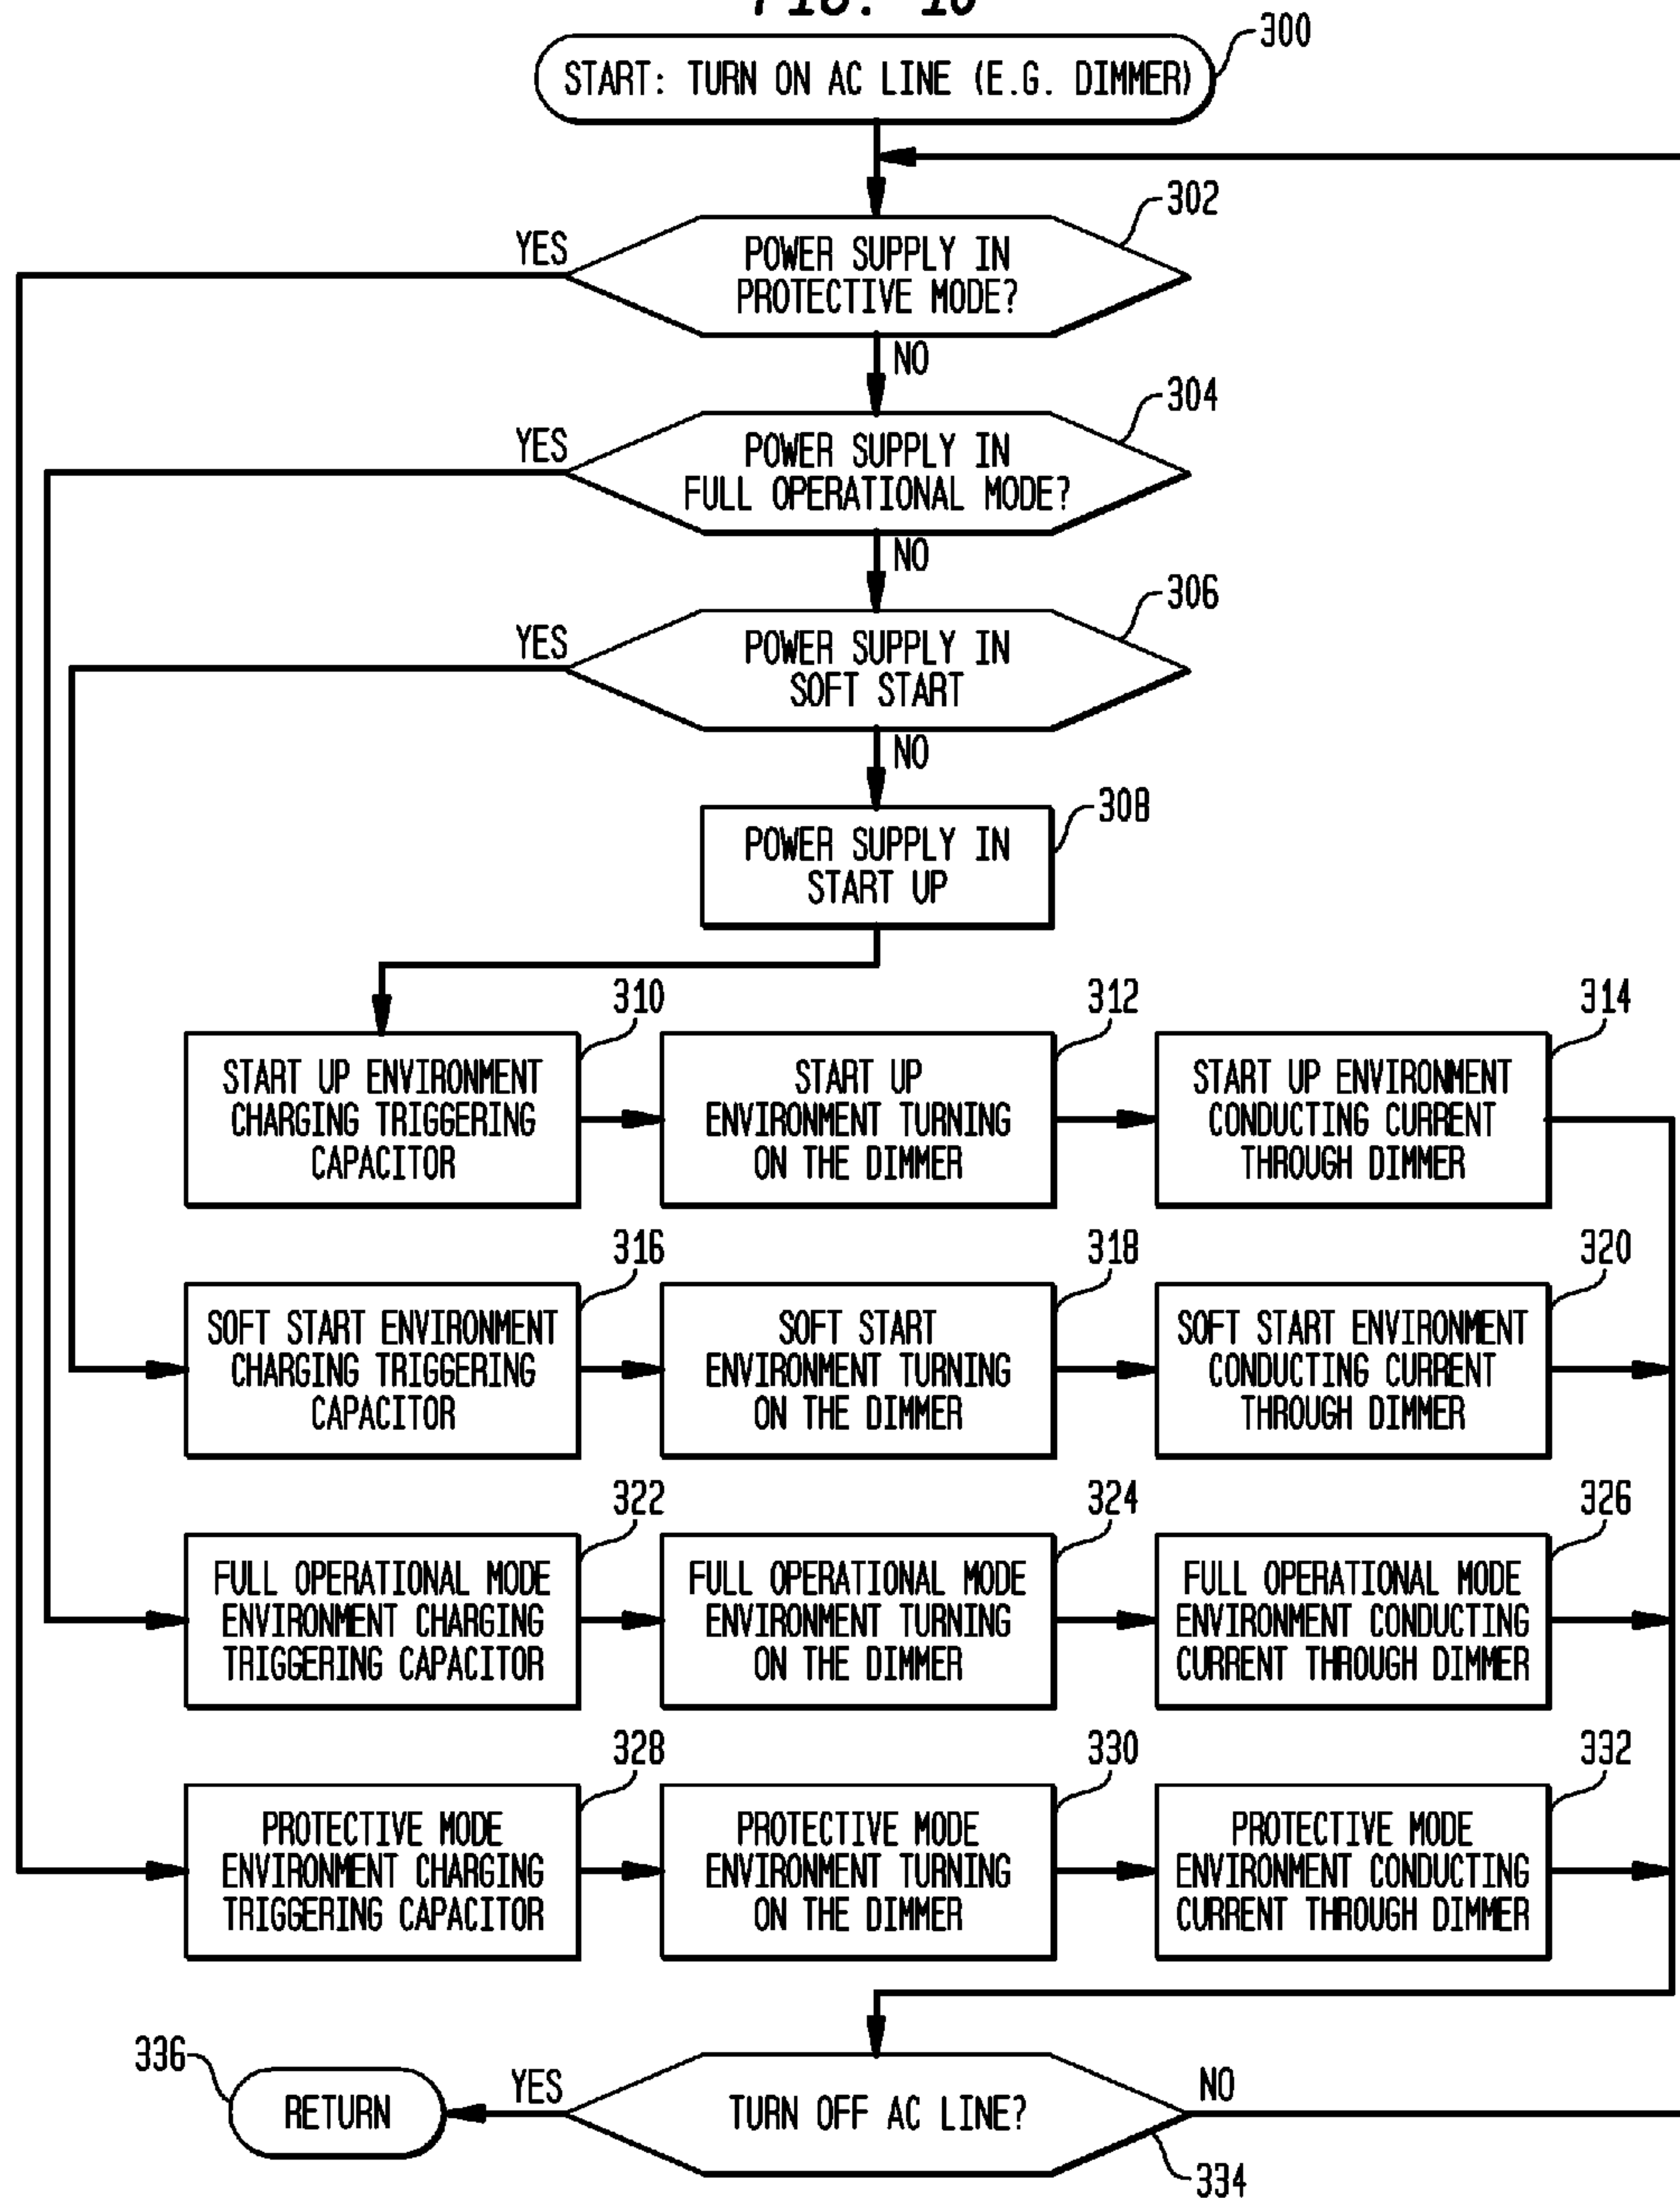 START: TURN ON AC LINE (E.G. DIMMER)
300
302
YES
POWER SUPPLY IN
PROTECTIVE MODE?
NO
304
YES
POWER SUPPLY IN
FULL OPERATIONAL MODE?
NO
306
YES
POWER SUPPLY IN
SOFT START
NO
308
POWER SUPPLY IN
START UP
310
START UP ENVIRONMENT
CHARGING TRIGGERING
CAPACITOR
312
START UP
ENVIRONMENT TURNING
ON THE DIMMER
314
START UP ENVIRONMENT
CONDUCTING CURRENT
THROUGH DIMMER
316
SOFT START ENVIRONMENT
CHARGING TRIGGERING
CAPACITOR
318
SOFT START
ENVIRONMENT TURNING
ON THE DIMMER
320
SOFT START ENVIRONMENT
CONDUCTING CURRENT
THROUGH DIMMER
322
FULL OPERATIONAL MODE
ENVIRONMENT CHARGING
TRIGGERING CAPACITOR
324
FULL OPERATIONAL MODE
ENVIRONMENT TURNING
ON THE DIMMER
326
FULL OPERATIONAL MODE
ENVIRONMENT CONDUCTING
CURRENT THROUGH DIMMER
328
PROTECTIVE MODE
ENVIRONMENT CHARGING
TRIGGERING CAPACITOR
330
PROTECTIVE MODE
ENVIRONMENT TURNING
ON THE DIMMER
332
PROTECTIVE MODE
ENVIRONMENT CONDUCTING
CURRENT THROUGH DIMMER
336
RETURN
YES
TURN OFF AC LINE?
NO
334